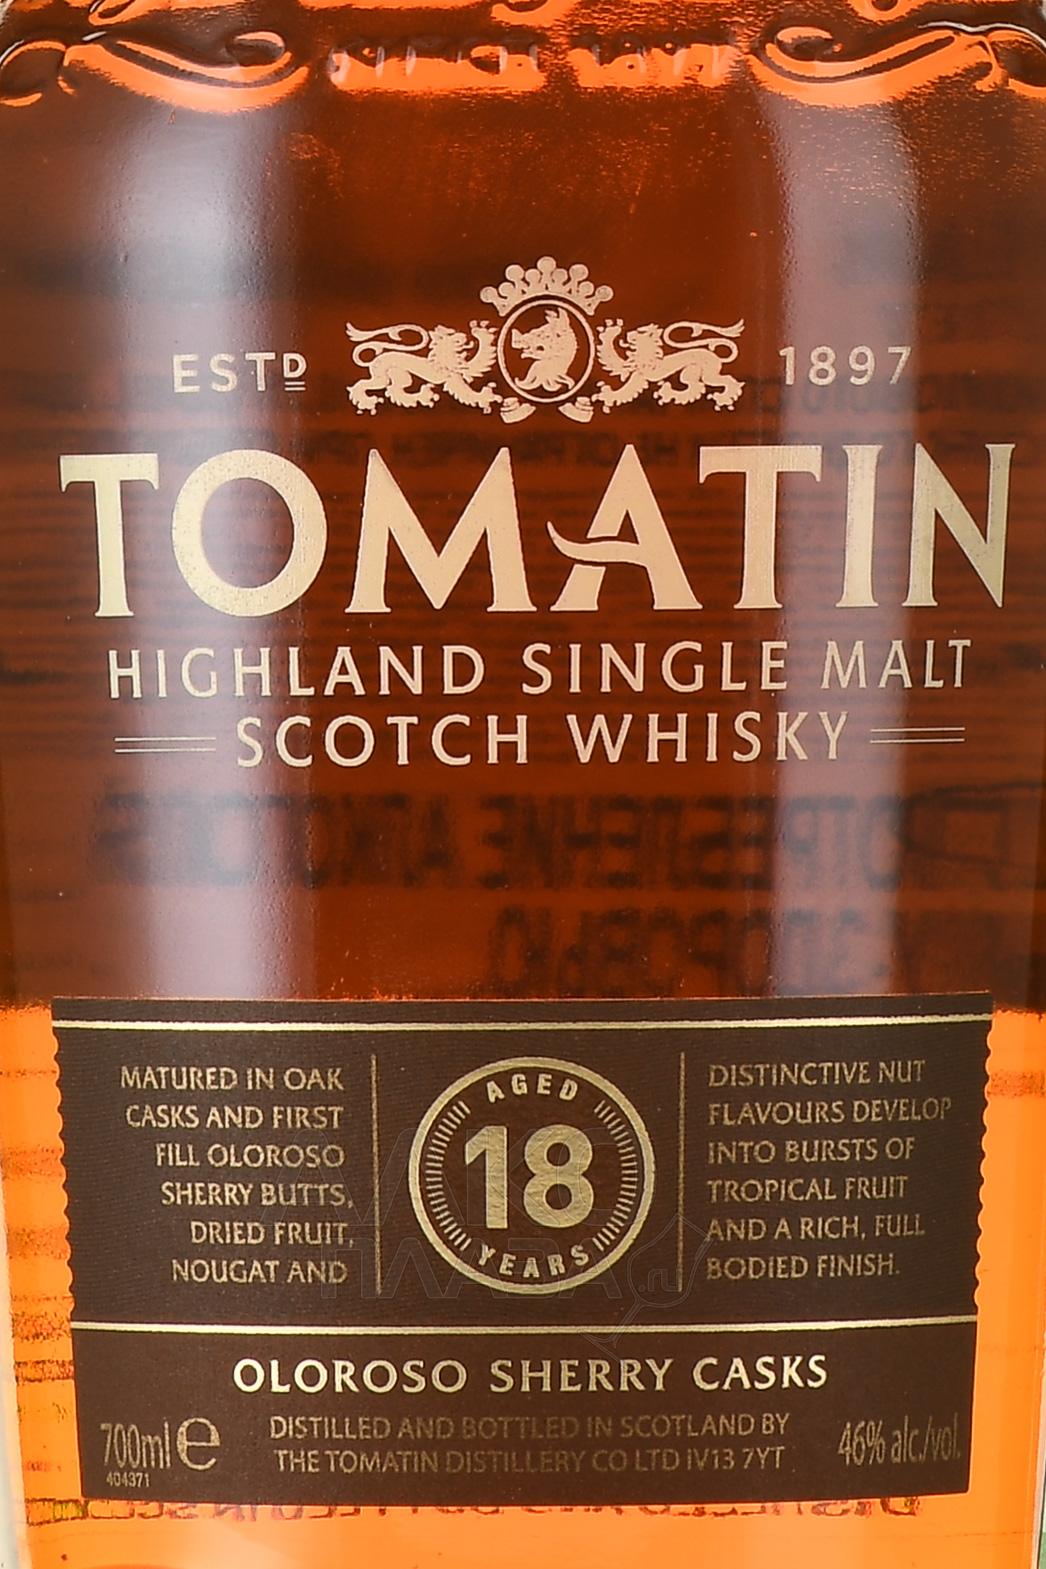 ESTD 1897
TOMATIN
HIGHLAND SINGLE MALT
SCOTCH WHISKY
MATURED IN OAK
CASKS AND FIRST
FILL OLOROSO
SHERRY BUTTS,
DRIED FRUIT,
NOUGAT AND
AGED
18
YEARS
DISTINCTIVE NUT
FLAVOURS DEVELOP
INTO BURSTS OF
TROPICAL FRUIT
AND A RICH, FULL
BODIED FINISH.
OLOROSO SHERRY CASKS
700ml e
404371
DISTILLED AND BOTTLED IN SCOTLAND BY
THE TOMATIN DISTILLERY CO LTD IV13 7YT
46% alc./vol.